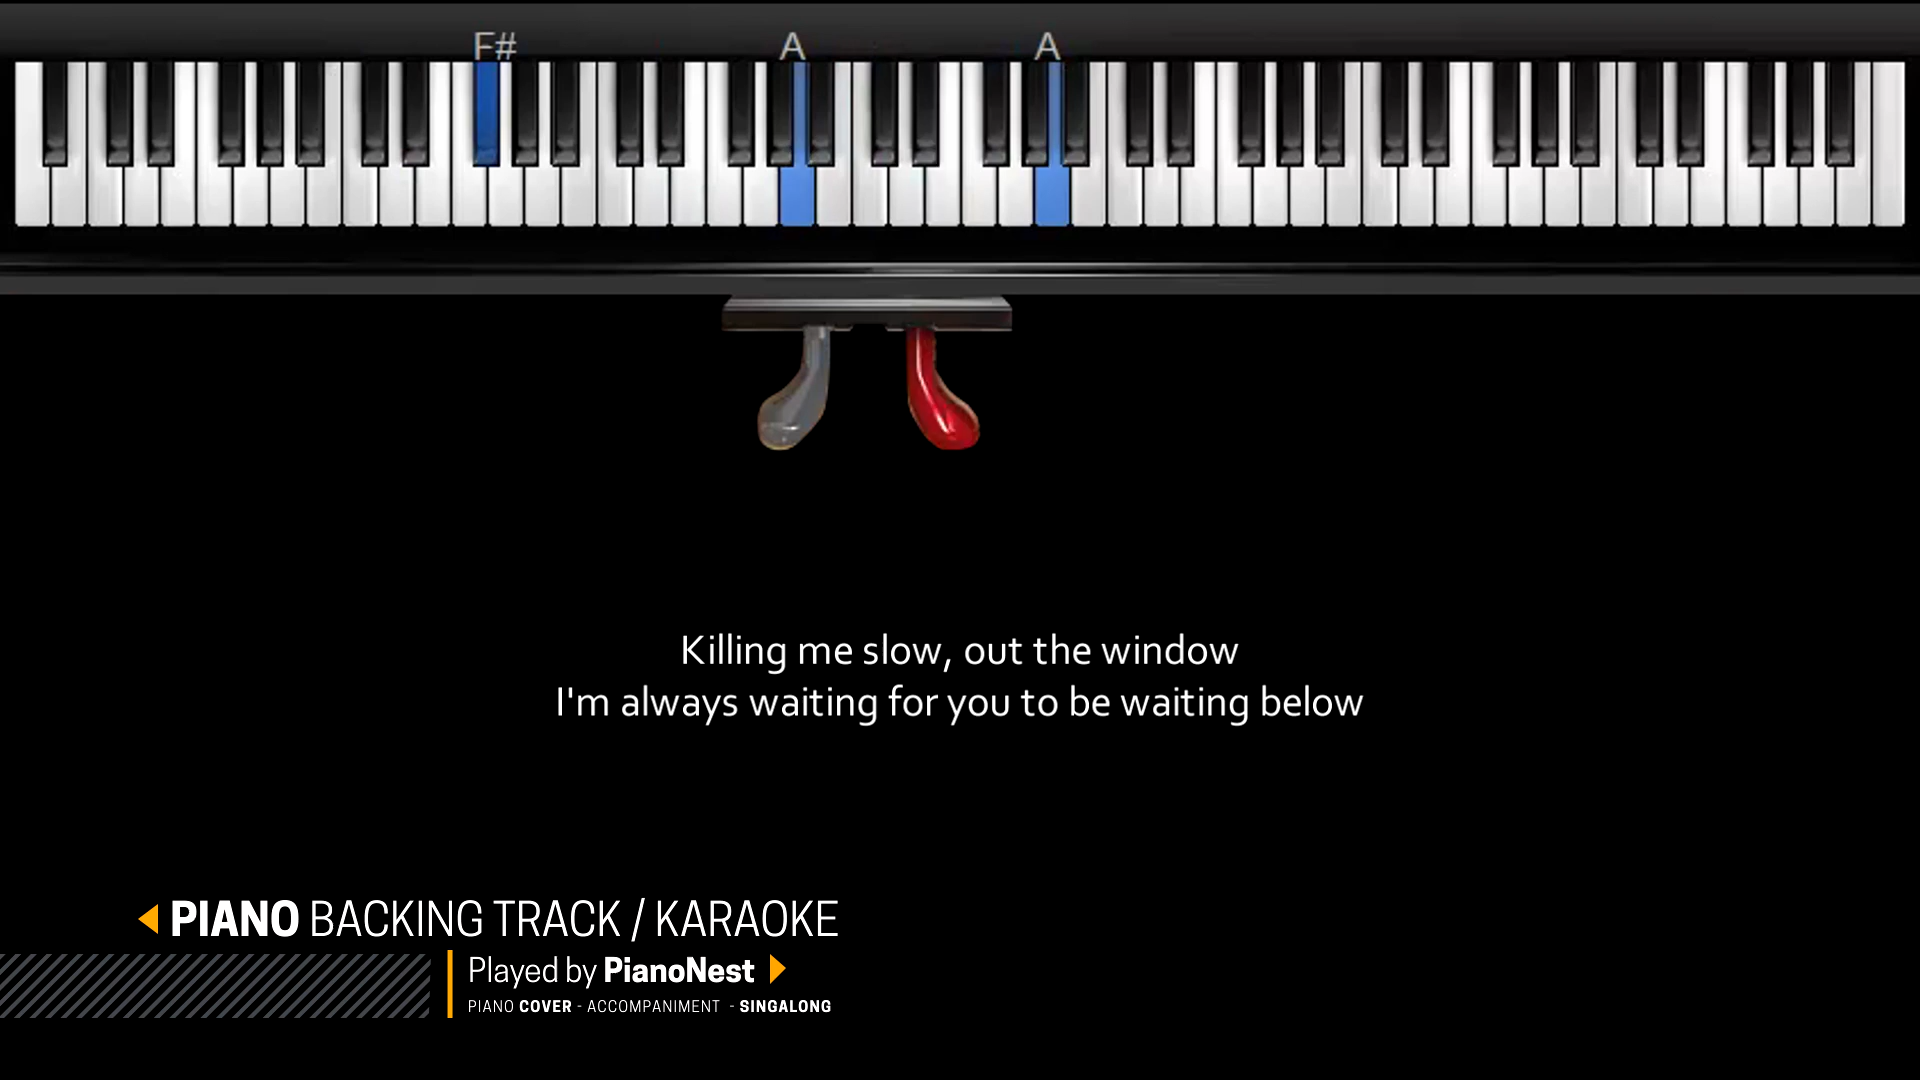 F# A A
Killing me slow, out the window
I'm always waiting for you to be waiting below
PIANO BACKING TRACK / KARAOKE
Played by PianoNest
PIANO COVER - ACCOMPANIMENT - SINGALONG